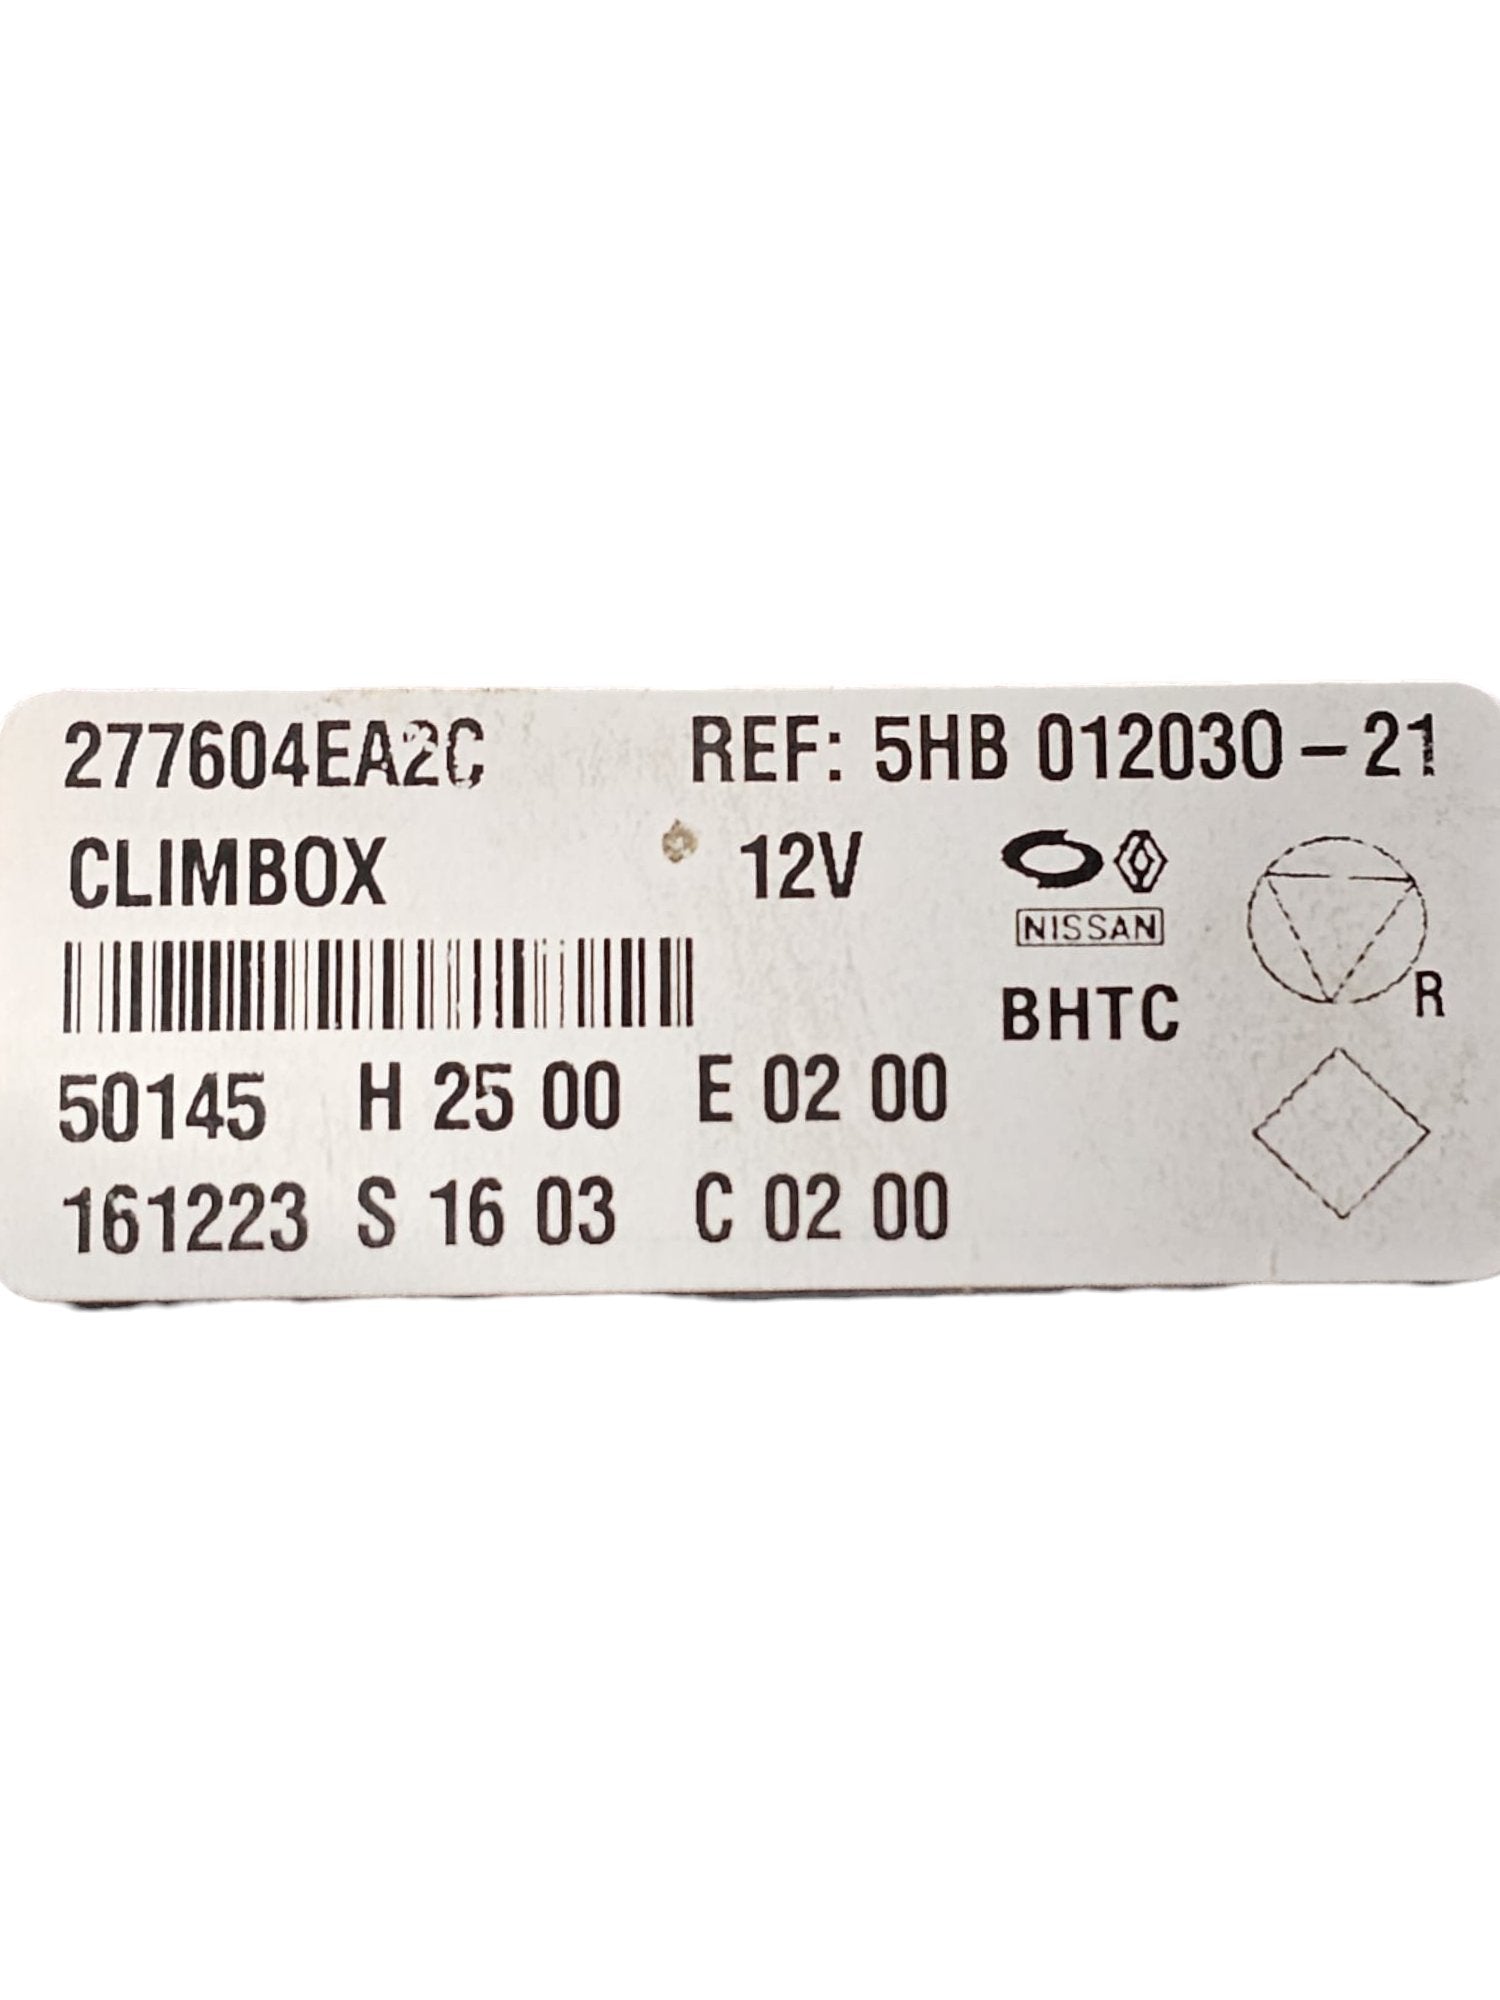 277604EA2C REF: 5HB 012030-21
CLIMBOX 12V
NISSAN
BHTC
R
50145 H 25 00 E 02 00
161223 S 16 03 C 02 00